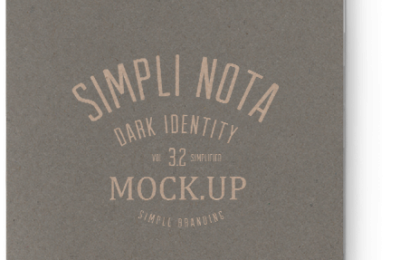 SIMPLI NOTA
DARK IDENTITY
3.2 SIMPLIFIED
MOCK.UP
SIMPLE BRANDING